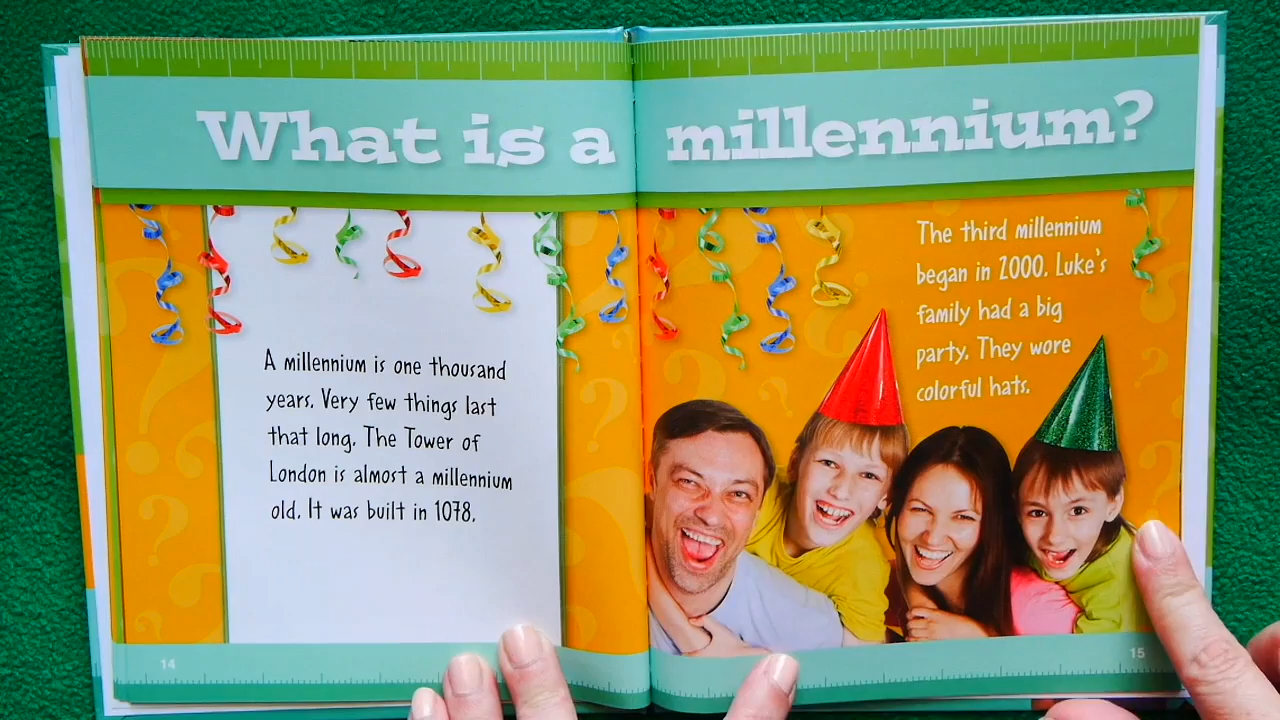 What is a millennium?
A millennium is one thousand
years. Very few things last
that long. The Tower of
London is almost a millennium
old. It was built in 1078.
14
The third millennium
began in 2000. Luke's
family had a big
party. They wore
colorful hats.
15